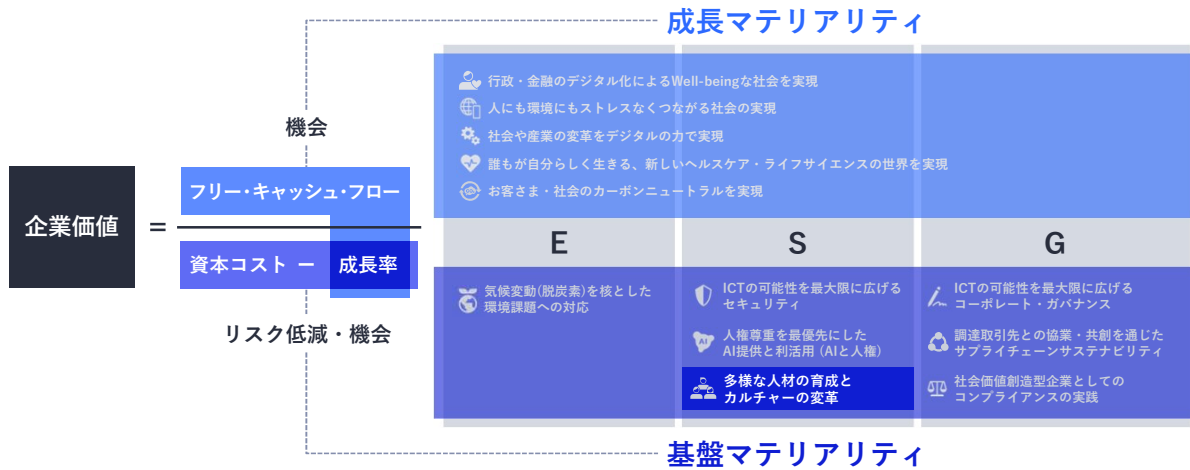 成長マテリアリティ
行政・金融のデジタル化によるWell-beingな社会を実現
人にも環境にもストレスなくつながる社会の実現
社会や産業の変革をデジタルの力で実現
誰もが自分らしく生きる、新しいヘルスケア・ライフサイエンスの世界を実現
お客さま・社会のカーボンニュートラルを実現
機会
フリー・キャッシュ・フロー
企業価値
=
資本コスト ー 成長率
リスク低減・機会
E
S
G
気候変動(脱炭素)を核とした
環境課題への対応
ICTの可能性を最大限に広げる
セキュリティ
人権尊重を最優先にした
AI提供と利活用 (AIと人権)
AI
多様な人材の育成と
カルチャーの変革
ICTの可能性を最大限に広げる
コーポレート・ガバナンス
調達取引先との協業・共創を通じた
サプライチェーンサステナビリティ
社会価値創造型企業としての
コンプライアンスの実践
基盤マテリアリティ